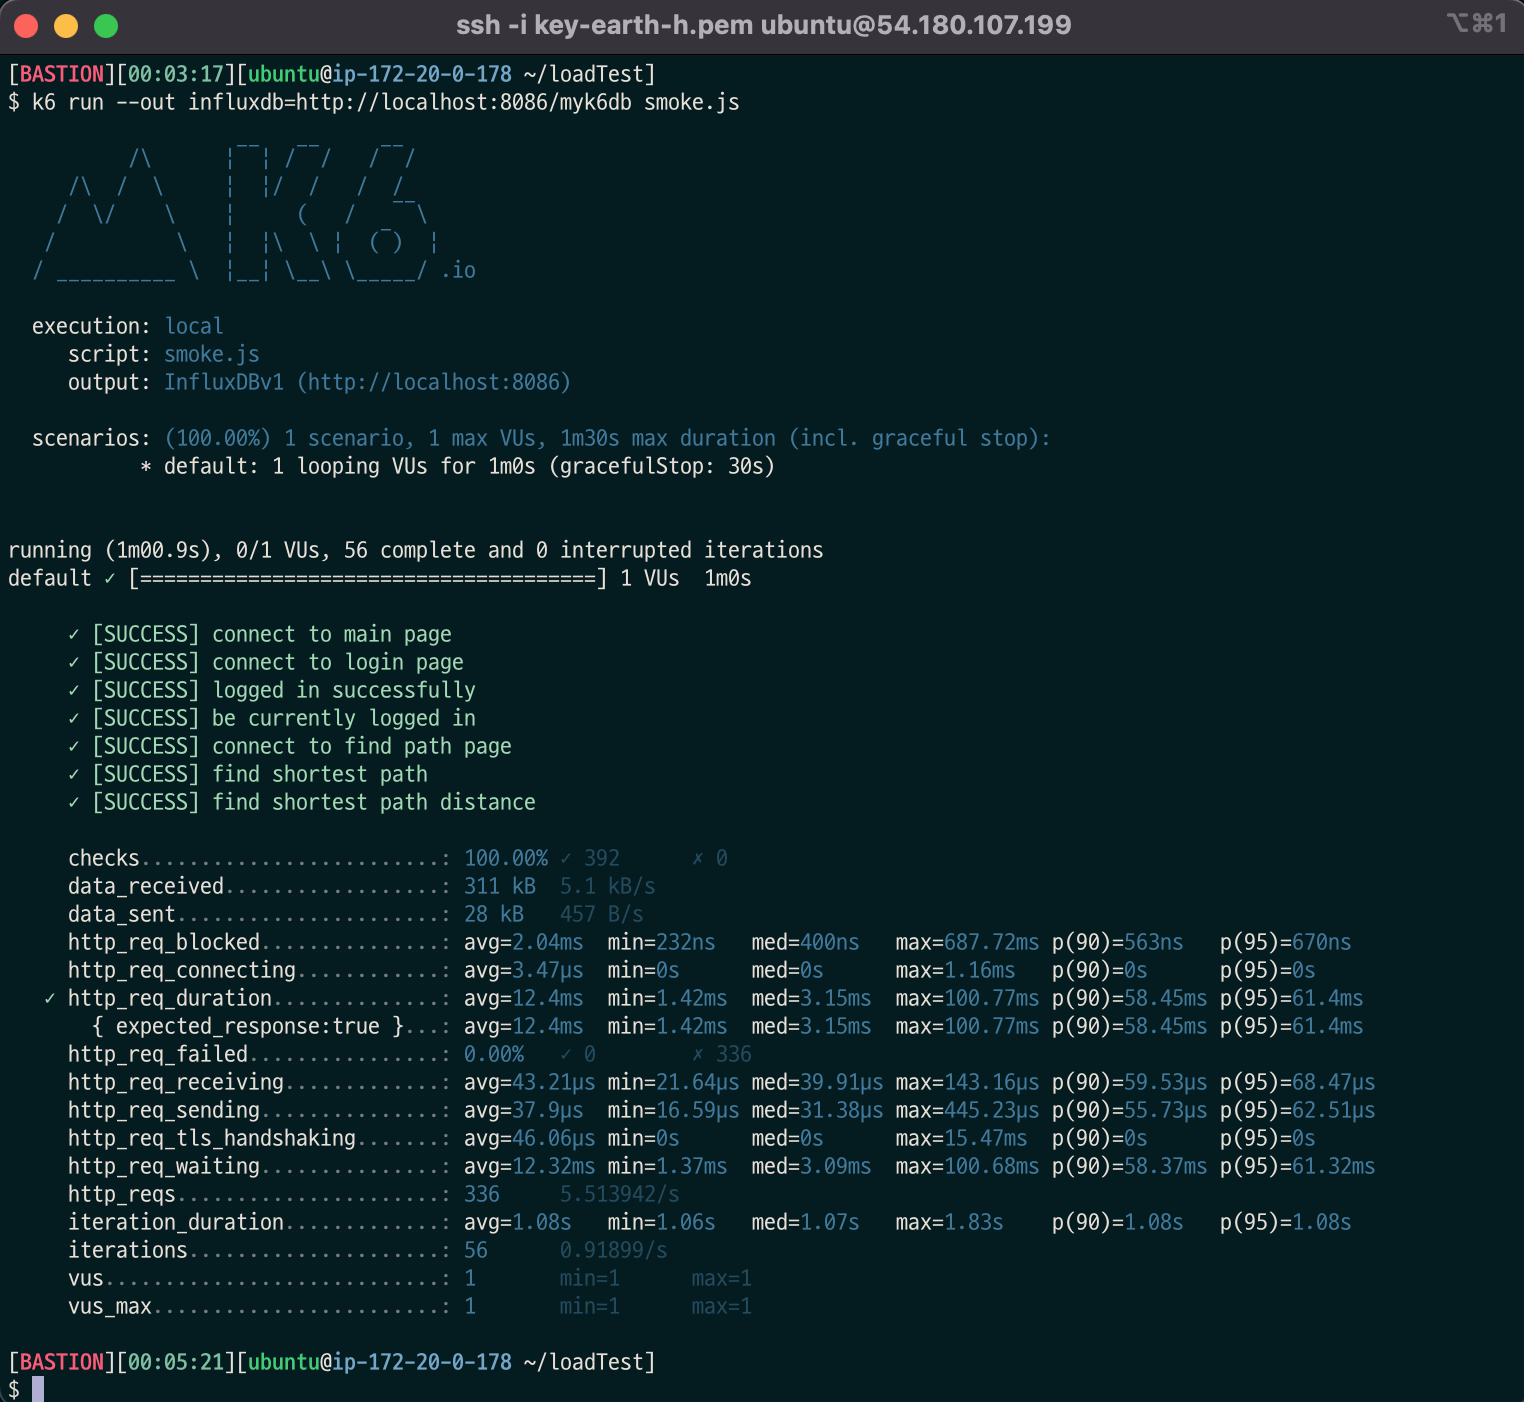 ssh -i key-earth-h.pem ubuntu@54.180.107.199 ⌥⌘1
[BASTION][00:03:17][ubuntu@ip-172-20-0-178 ~/loadTest]
$ k6 run --out influxdb=http://localhost:8086/myk6db smoke.js
.io
execution: local
script: smoke.js
output: InfluxDBv1 (http://localhost:8086)
scenarios: (100.00%) 1 scenario, 1 max VUs, 1m30s max duration (incl. graceful stop):
* default: 1 looping VUs for 1m0s (gracefulStop: 30s)
running (1m00.9s), 0/1 VUs, 56 complete and 0 interrupted iterations
default ✓ [======================================] 1 VUs  1m0s
✓ [SUCCESS] connect to main page
✓ [SUCCESS] connect to login page
✓ [SUCCESS] logged in successfully
✓ [SUCCESS] be currently logged in
✓ [SUCCESS] connect to find path page
✓ [SUCCESS] find shortest path
✓ [SUCCESS] find shortest path distance
checks.........................: 100.00% ✓ 392      ✗ 0
data_received..................: 311 kB  5.1 kB/s
data_sent......................: 28 kB   457 B/s
http_req_blocked...............: avg=2.04ms  min=232ns   med=400ns   max=687.72ms p(90)=563ns   p(95)=670ns
http_req_connecting............: avg=3.47µs  min=0s      med=0s      max=1.16ms   p(90)=0s      p(95)=0s
✓ http_req_duration..............: avg=12.4ms  min=1.42ms  med=3.15ms  max=100.77ms p(90)=58.45ms p(95)=61.4ms
{ expected_response:true }...: avg=12.4ms  min=1.42ms  med=3.15ms  max=100.77ms p(90)=58.45ms p(95)=61.4ms
http_req_failed................: 0.00%   ✓ 0        ✗ 336
http_req_receiving.............: avg=43.21µs min=21.64µs med=39.91µs max=143.16µs p(90)=59.53µs p(95)=68.47µs
http_req_sending...............: avg=37.9µs  min=16.59µs med=31.38µs max=445.23µs p(90)=55.73µs p(95)=62.51µs
http_req_tls_handshaking.......: avg=46.06µs min=0s      med=0s      max=15.47ms  p(90)=0s      p(95)=0s
http_req_waiting...............: avg=12.32ms min=1.37ms  med=3.09ms  max=100.68ms p(90)=58.37ms p(95)=61.32ms
http_reqs......................: 336     5.513942/s
iteration_duration.............: avg=1.08s   min=1.06s   med=1.07s   max=1.83s    p(90)=1.08s   p(95)=1.08s
iterations.....................: 56      0.91899/s
vus............................: 1       min=1      max=1
vus_max........................: 1       min=1      max=1
[BASTION][00:05:21][ubuntu@ip-172-20-0-178 ~/loadTest]
$